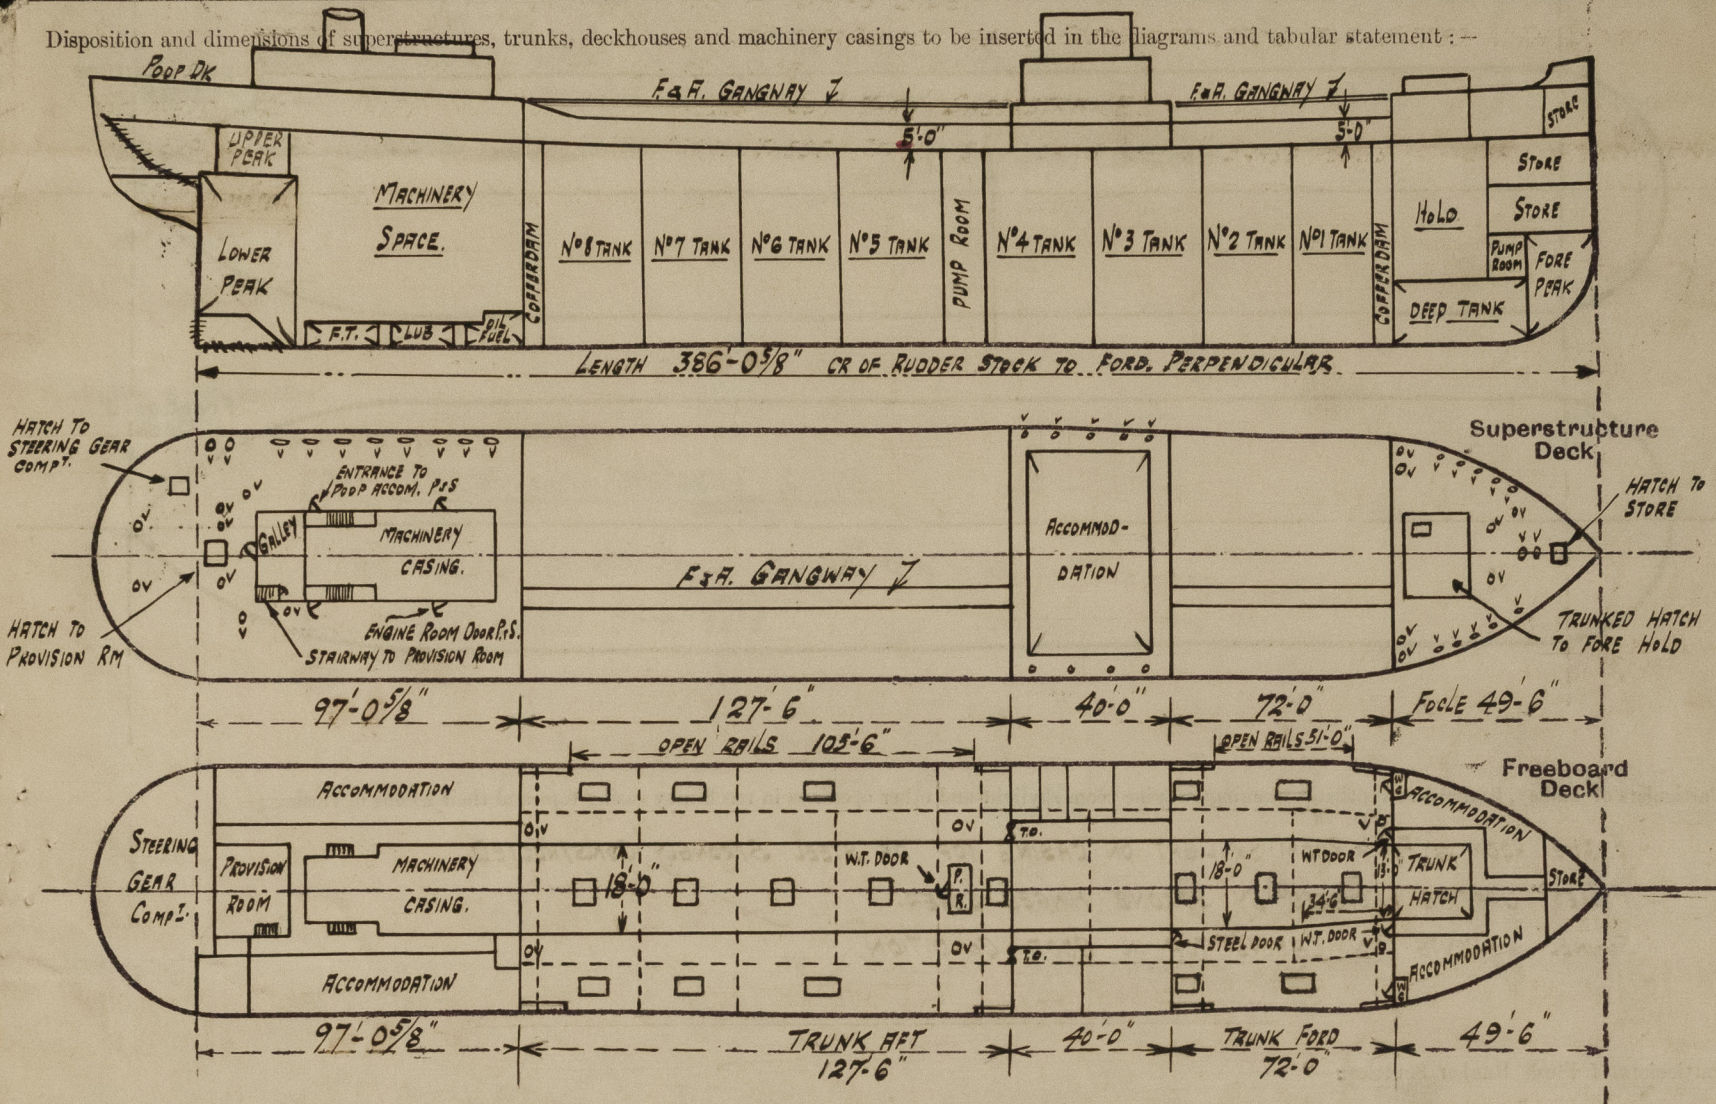 Disposition and dimensions of superstructures, trunks, deckhouses and machinery casings to be inserted in the diagrams and tabular statement :—
POOP DK
F.&A. GANGWAY
F.&A. GANGWAY
5'-0"
5'-0"
STORE
UPPER
PEAK
MACHINERY
SPACE.
LOWER
PEAK
COFFERDAM
Nº8 TANK
Nº7 TANK
Nº6 TANK
Nº5 TANK
PUMP ROOM
Nº4 TANK
Nº3 TANK
Nº2 TANK
Nº1 TANK
COFFERDAM
HOLD
STORE
STORE
PUMP
ROOM
FORE
PEAK
DEEP TANK
F.T.
LUB
OIL
FUEL
LENGTH 386'-0 5/8" CR OF RUDDER STOCK TO FORD. PERPENDICULAR
HATCH TO
STEERING GEAR
COMPT.
Superstructure
Deck
ENTRANCE TO
POOP ACCOM. P&S
HATCH TO
STORE
GALLEY
MACHINERY
CASING.
ACCOMMOD-
DATION
F&A. GANGWAY
HATCH TO
PROVISION RM
ENGINE ROOM DOOR P&S.
STAIRWAY TO PROVISION ROOM
TRUNKED HATCH
TO FORE HOLD
97'-0 5/8"
127'-6"
40'-0"
72'-0"
FOCLE 49'-6"
OPEN RAILS 105'-6"
OPEN RAILS 51'-0"
Freeboard
Deck
ACCOMMODATION
ACCOMMODATION
STEERING
GEAR
COMPT.
PROVISION
ROOM
MACHINERY
CASING.
18'-0"
W.T. DOOR
P.
R.
T.O.
18'-0"
WT DOOR
13'-0"
34'6"
TRUNK
HATCH
STORE
STEEL DOOR
W.T. DOOR
T.O.
ACCOMMODATION
ACCOMMODATION
97'-0 5/8"
TRUNK AFT
127'-6"
40'-0"
TRUNK FORD
72'-0"
49'-6"